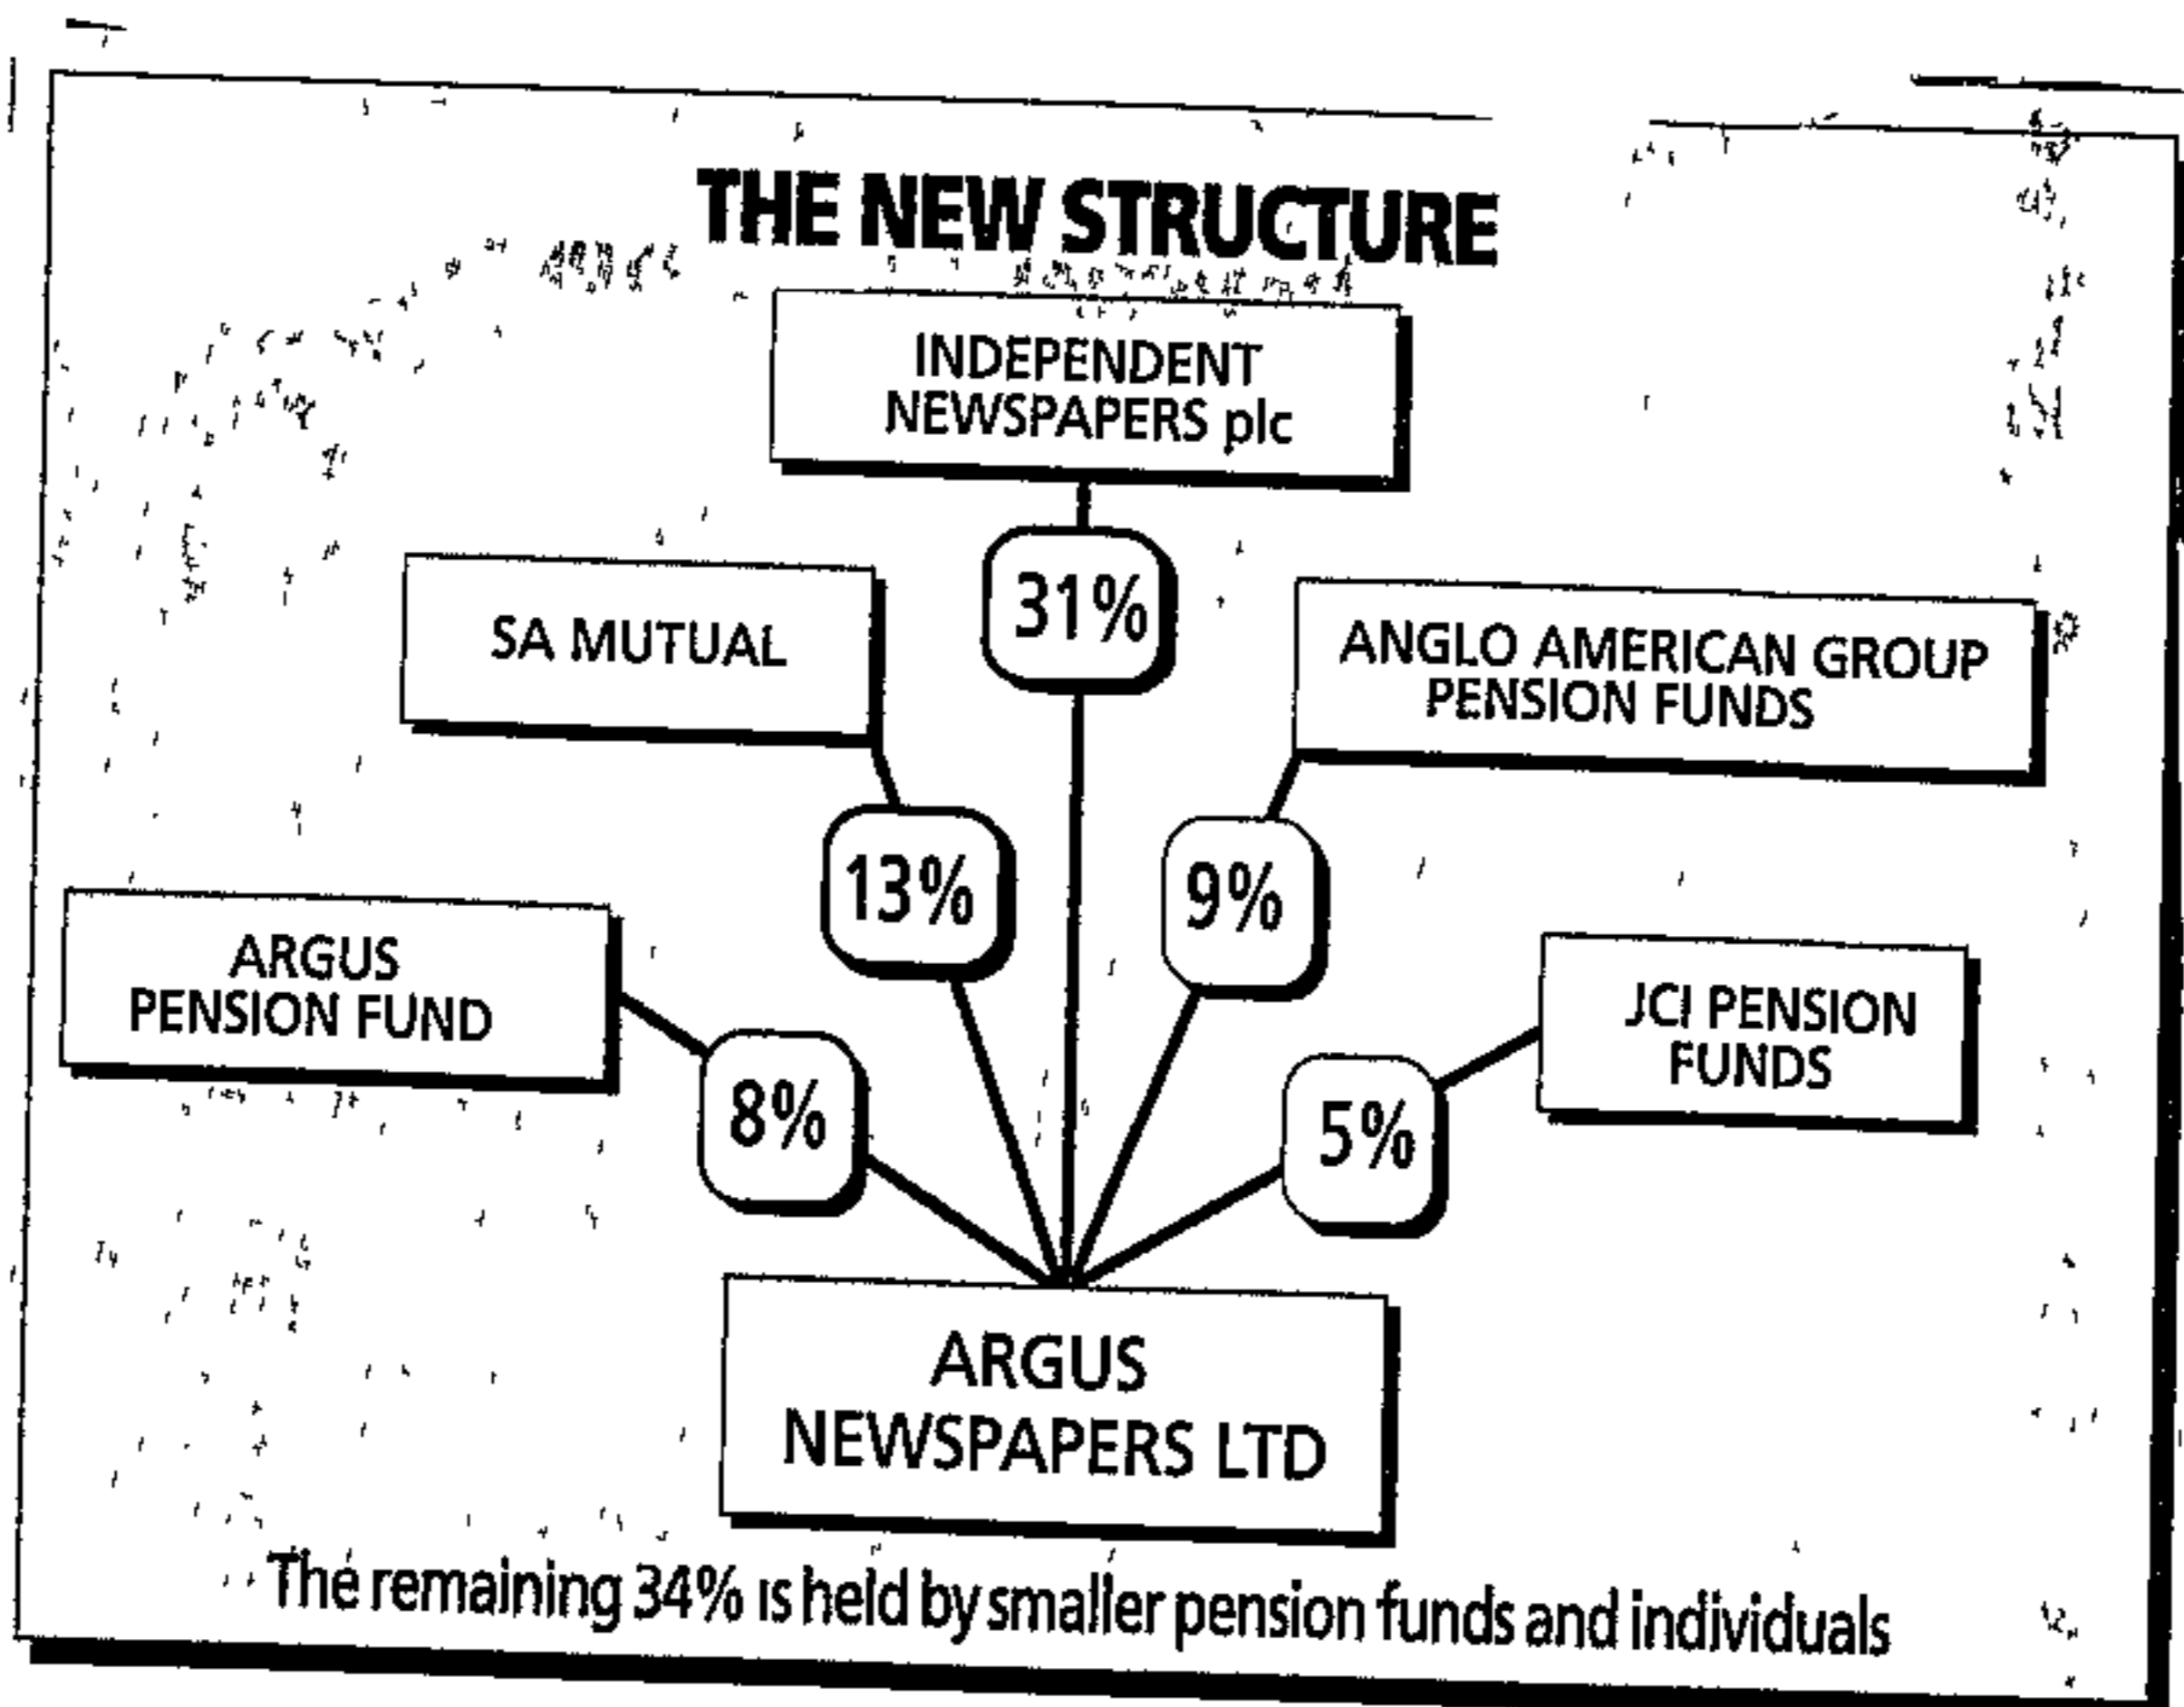 THE NEW STRUCTURE
INDEPENDENT
NEWSPAPERS plc
31%
SA MUTUAL
ANGLO AMERICAN GROUP
PENSION FUNDS
13%
9%
ARGUS
PENSION FUND
JCI PENSION
FUNDS
8%
5%
ARGUS
NEWSPAPERS LTD
The remaining 34% is held by smaller pension funds and individuals